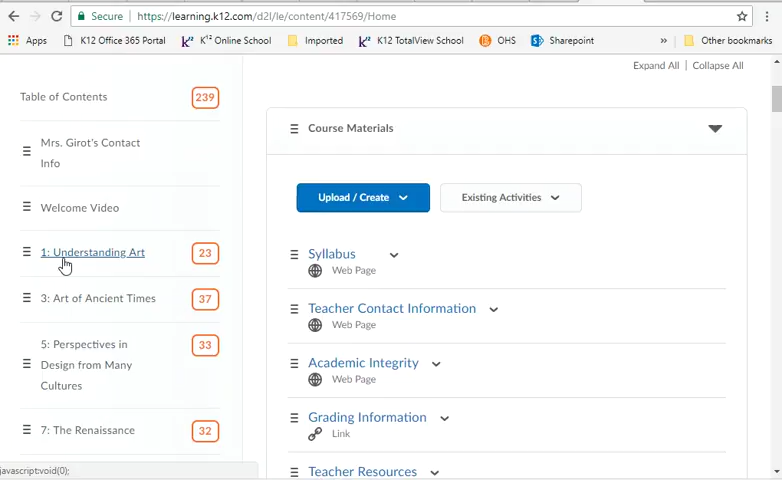 Secure https://learning.k12.com/d2l/le/content/417569/Home
Apps K12 Office 365 Portal K¹² Online School Imported K12 TotalView School OHS Sharepoint » Other bookmarks
Expand All | Collapse All
Table of Contents 239
Mrs. Girot's Contact
Info
Welcome Video
1: Understanding Art 23
3: Art of Ancient Times 37
5: Perspectives in 33
Design from Many
Cultures
7: The Renaissance 32
javascript:void(0);
Course Materials
Upload / Create Existing Activities
Syllabus
Web Page
Teacher Contact Information
Web Page
Academic Integrity
Web Page
Grading Information
Link
Teacher Resources